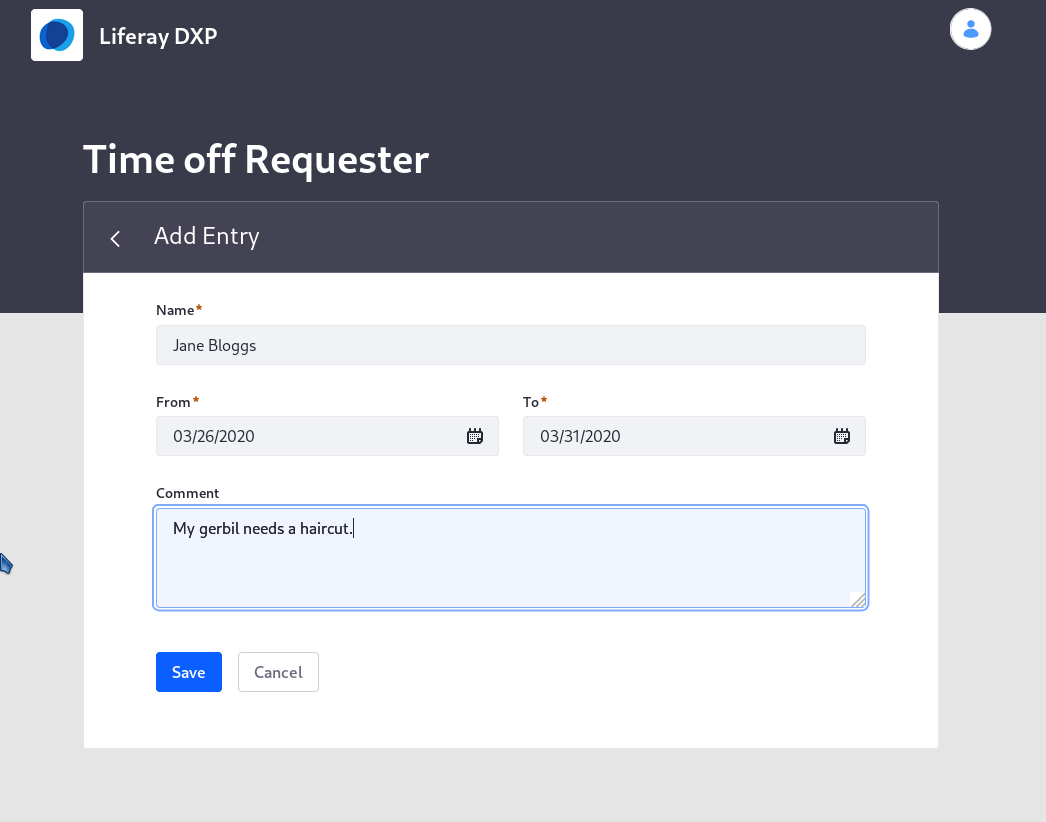 Liferay DXP
Time off Requester
Add Entry
Name*
Jane Bloggs
From* To*
03/26/2020 03/31/2020
Comment
My gerbil needs a haircut.
Save Cancel